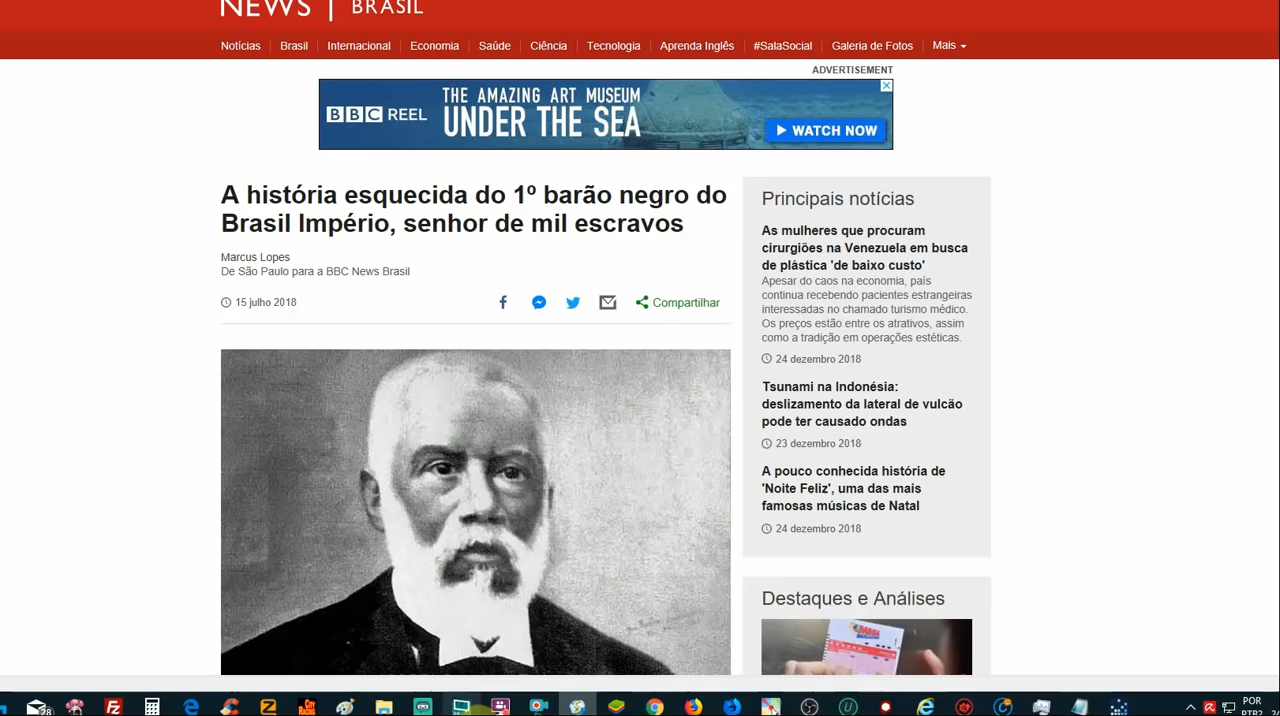 NEWS | BRASIL
Notícias Brasil Internacional Economia Saúde Ciência Tecnologia Aprenda Inglês #SalaSocial Galeria de Fotos Mais
ADVERTISEMENT
BBC REEL
THE AMAZING ART MUSEUM
UNDER THE SEA
WATCH NOW
A história esquecida do 1º barão negro do
Brasil Império, senhor de mil escravos
Marcus Lopes
De São Paulo para a BBC News Brasil
15 julho 2018
Compartilhar
Principais notícias
As mulheres que procuram
cirurgiões na Venezuela em busca
de plástica 'de baixo custo'
Apesar do caos na economia, país
continua recebendo pacientes estrangeiras
interessadas no chamado turismo médico.
Os preços estão entre os atrativos, assim
como a tradição em operações estéticas.
24 dezembro 2018
Tsunami na Indonésia:
deslizamento da lateral de vulcão
pode ter causado ondas
23 dezembro 2018
A pouco conhecida história de
'Noite Feliz', uma das mais
famosas músicas de Natal
24 dezembro 2018
Destaques e Análises
28
POR
PTB2